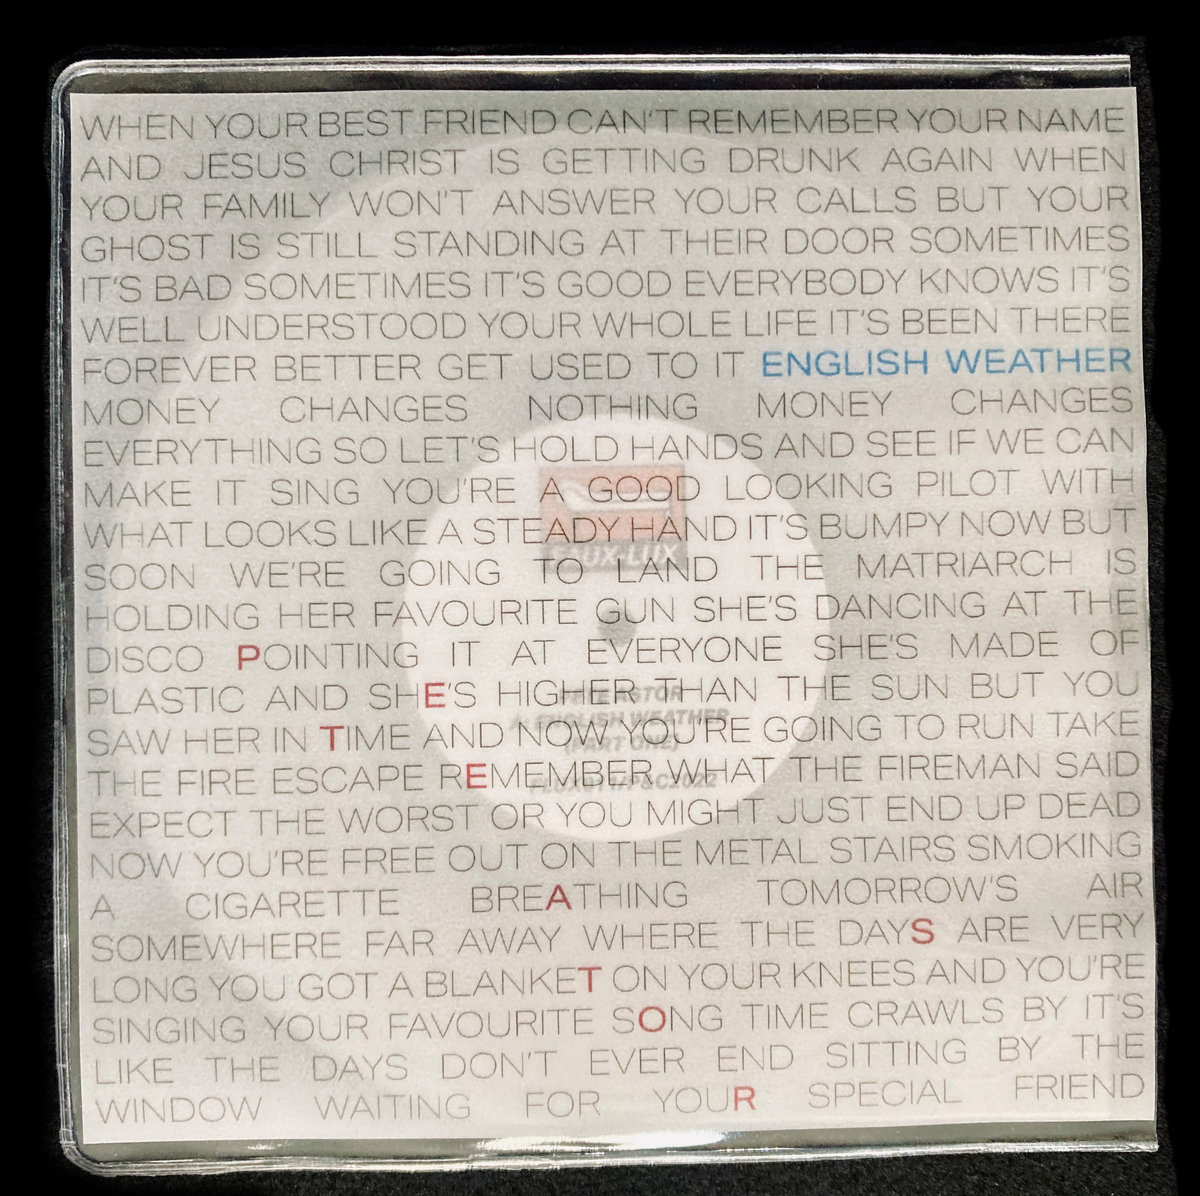 WHEN YOUR BEST FRIEND CAN'T REMEMBER YOUR NAME
AND JESUS CHRIST IS GETTING DRUNK AGAIN WHEN
YOUR FAMILY WON'T ANSWER YOUR CALLS BUT YOUR
GHOST IS STILL STANDING AT THEIR DOOR SOMETIMES
IT'S BAD SOMETIMES IT'S GOOD EVERYBODY KNOWS IT'S
WELL UNDERSTOOD YOUR WHOLE LIFE IT'S BEEN THERE
FOREVER BETTER GET USED TO IT ENGLISH WEATHER
MONEY CHANGES NOTHING MONEY CHANGES
EVERYTHING SO LET'S HOLD HANDS AND SEE IF WE CAN
MAKE IT SING YOU'RE A GOOD LOOKING PILOT WITH
WHAT LOOKS LIKE A STEADY HAND IT'S BUMPY NOW BUT
SOON WE'RE GOING TO LAND THE MATRIARCH IS
HOLDING HER FAVOURITE GUN SHE'S DANCING AT THE
DISCO POINTING IT AT EVERYONE SHE'S MADE OF
PLASTIC AND SHE'S HIGHER THAN THE SUN BUT YOU
SAW HER IN TIME AND NOW YOU'RE GOING TO RUN TAKE
THE FIRE ESCAPE REMEMBER WHAT THE FIREMAN SAID
EXPECT THE WORST OR YOU MIGHT JUST END UP DEAD
NOW YOU'RE FREE OUT ON THE METAL STAIRS SMOKING
A CIGARETTE BREATHING TOMORROW'S AIR
SOMEWHERE FAR AWAY WHERE THE DAYS ARE VERY
LONG YOU GOT A BLANKET ON YOUR KNEES AND YOU'RE
SINGING YOUR FAVOURITE SONG TIME CRAWLS BY IT'S
LIKE THE DAYS DON'T EVER END SITTING BY THE
WINDOW WAITING FOR YOUR SPECIAL FRIEND
FAUX-LUX
PETE ASTOR
ENGLISH WEATHER
(PART ONE)